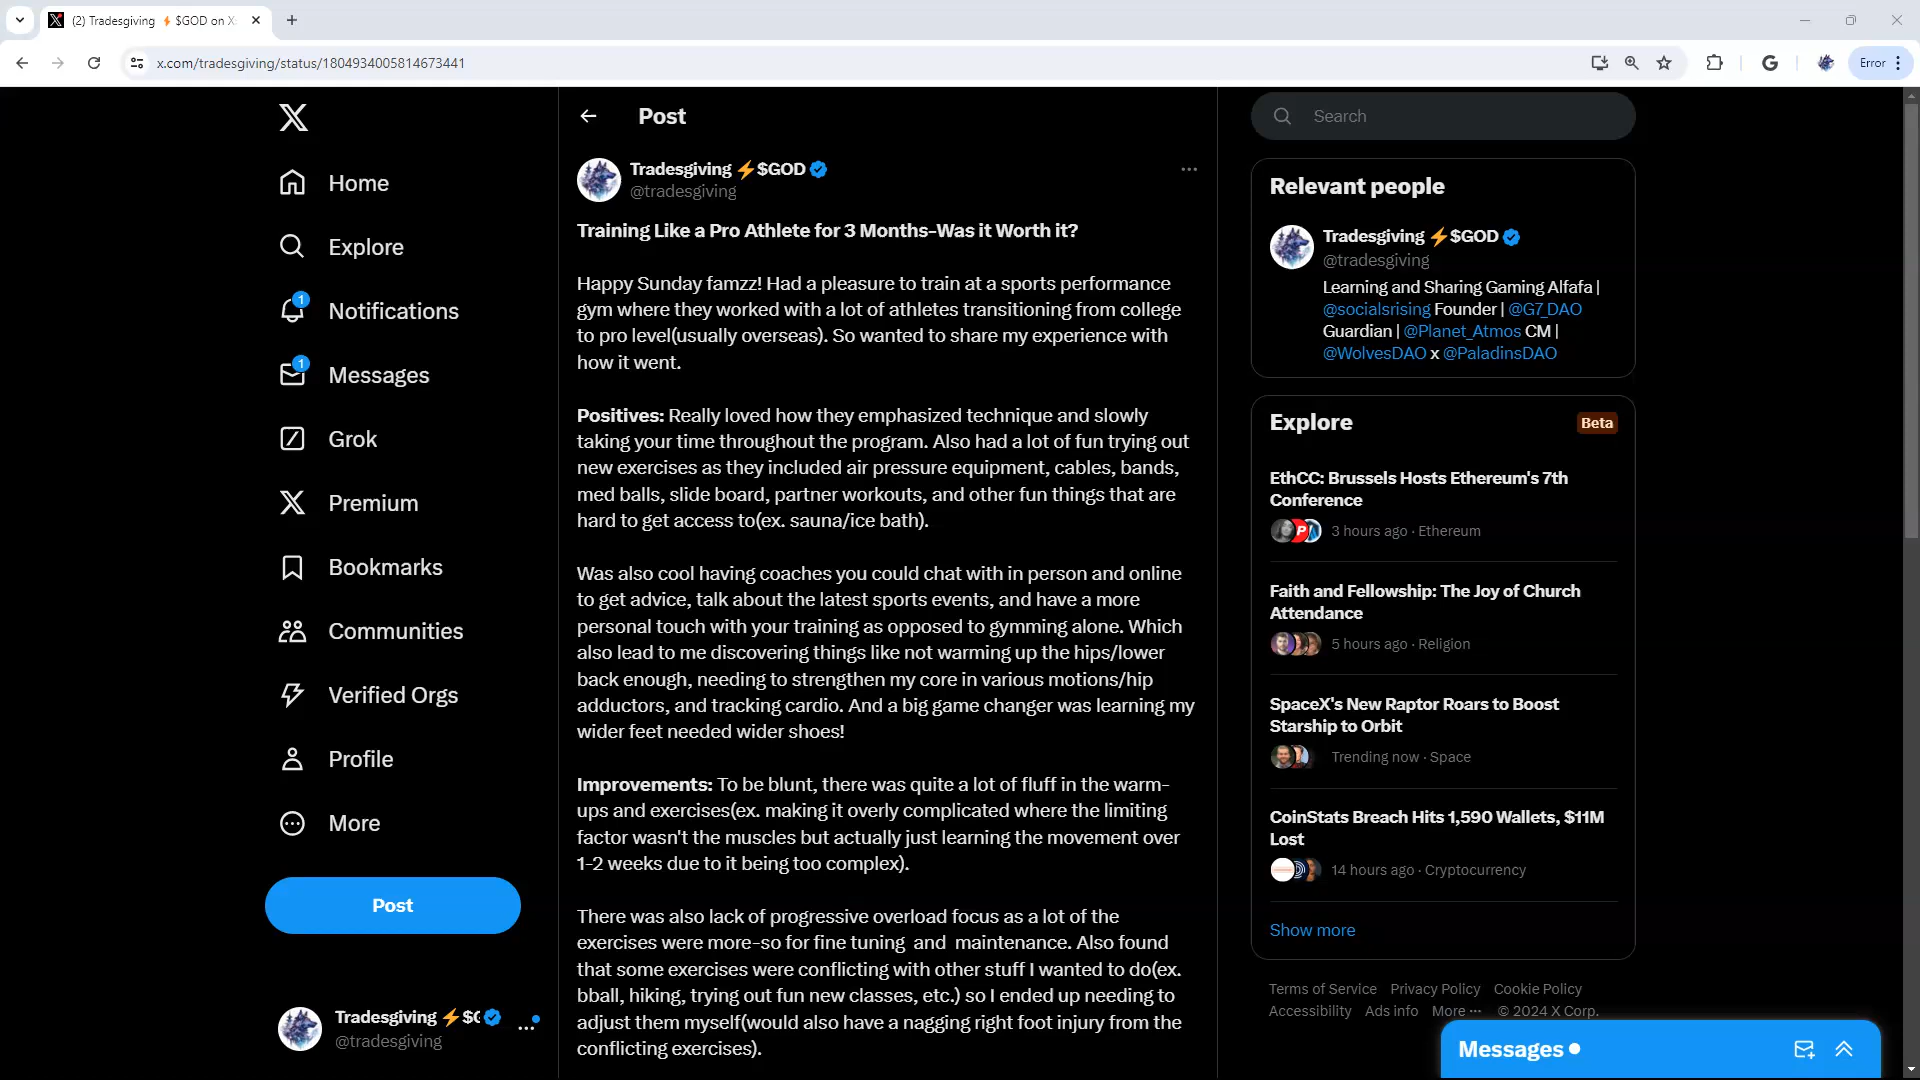 (2) Tradesgiving ⚡ $GOD on X
x.com/tradesgiving/status/1804934005814673441
Error
Home
Explore
1
Notifications
1
Messages
Grok
Premium
Bookmarks
Communities
Verified Orgs
Profile
More
Post
Tradesgiving ⚡$G
@tradesgiving
Post
Tradesgiving ⚡$GOD
@tradesgiving
Training Like a Pro Athlete for 3 Months-Was it Worth it?
Happy Sunday famzz! Had a pleasure to train at a sports performance
gym where they worked with a lot of athletes transitioning from college
to pro level(usually overseas). So wanted to share my experience with
how it went.
Positives: Really loved how they emphasized technique and slowly
taking your time throughout the program. Also had a lot of fun trying out
new exercises as they included air pressure equipment, cables, bands,
med balls, slide board, partner workouts, and other fun things that are
hard to get access to(ex. sauna/ice bath).
Was also cool having coaches you could chat with in person and online
to get advice, talk about the latest sports events, and have a more
personal touch with your training as opposed to gymming alone. Which
also lead to me discovering things like not warming up the hips/lower
back enough, needing to strengthen my core in various motions/hip
adductors, and tracking cardio. And a big game changer was learning my
wider feet needed wider shoes!
Improvements: To be blunt, there was quite a lot of fluff in the warm-
ups and exercises(ex. making it overly complicated where the limiting
factor wasn't the muscles but actually just learning the movement over
1-2 weeks due to it being too complex).
There was also lack of progressive overload focus as a lot of the
exercises were more-so for fine tuning  and  maintenance. Also found
that some exercises were conflicting with other stuff I wanted to do(ex.
bball, hiking, trying out fun new classes, etc.) so I ended up needing to
adjust them myself(would also have a nagging right foot injury from the
conflicting exercises).
Search
Relevant people
Tradesgiving ⚡$GOD
@tradesgiving
Learning and Sharing Gaming Alfafa |
@socialsrising Founder | @G7_DAO
Guardian | @Planet_Atmos CM |
@WolvesDAO x @PaladinsDAO
Explore
Beta
EthCC: Brussels Hosts Ethereum's 7th
Conference
3 hours ago · Ethereum
Faith and Fellowship: The Joy of Church
Attendance
5 hours ago · Religion
SpaceX's New Raptor Roars to Boost
Starship to Orbit
Trending now · Space
CoinStats Breach Hits 1,590 Wallets, $11M
Lost
14 hours ago · Cryptocurrency
Show more
Terms of Service Privacy Policy Cookie Policy
Accessibility Ads info More ··· © 2024 X Corp.
Messages